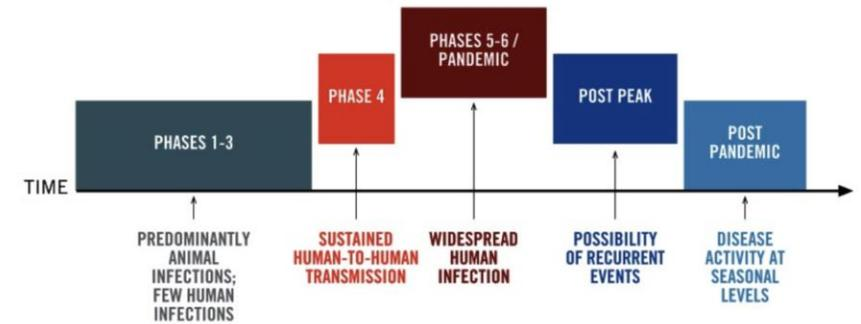 PHASES 5-6 /
PANDEMIC
PHASE 4
POST PEAK
PHASES 1-3
POST
PANDEMIC
TIME
PREDOMINANTLY
ANIMAL
INFECTIONS;
FEW HUMAN
INFECTIONS
SUSTAINED
HUMAN-TO-HUMAN
TRANSMISSION
WIDESPREAD
HUMAN
INFECTION
POSSIBILITY
OF RECURRENT
EVENTS
DISEASE
ACTIVITY AT
SEASONAL
LEVELS